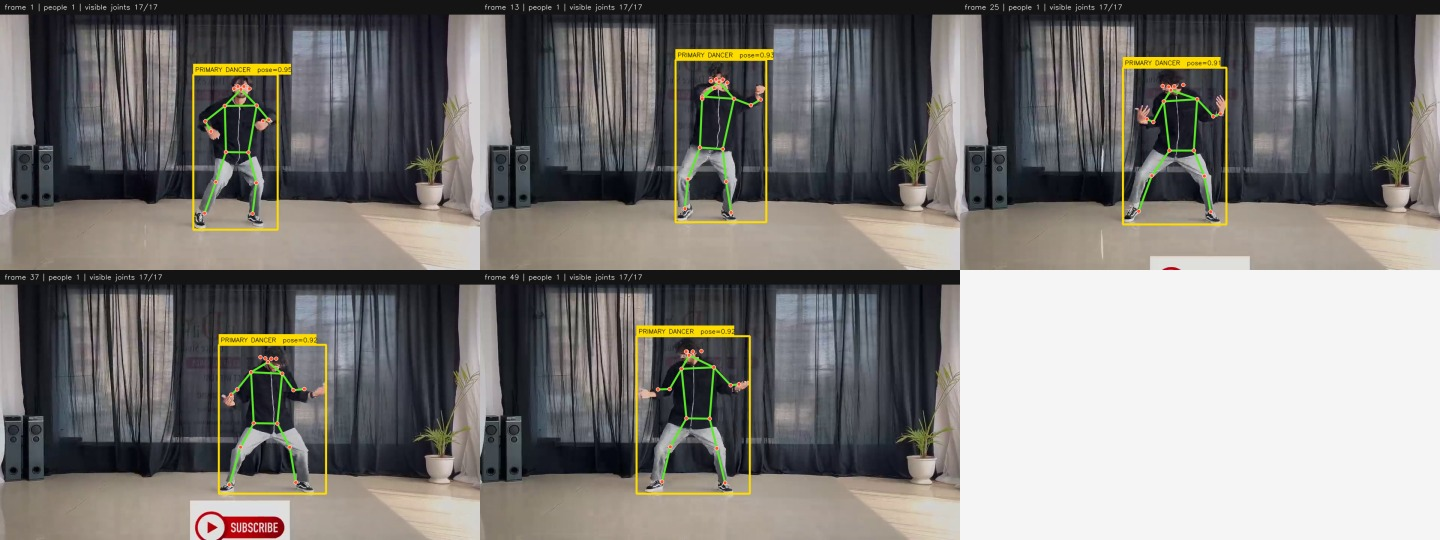 frame 1 | people 1 | visible joints 17/17
PRIMARY DANCER pose=0.95
frame 13 | people 1 | visible joints 17/17
PRIMARY DANCER pose=0.93
frame 25 | people 1 | visible joints 17/17
PRIMARY DANCER pose=0.91
frame 37 | people 1 | visible joints 17/17
PRIMARY DANCER pose=0.92
SUBSCRIBE
frame 49 | people 1 | visible joints 17/17
PRIMARY DANCER pose=0.92